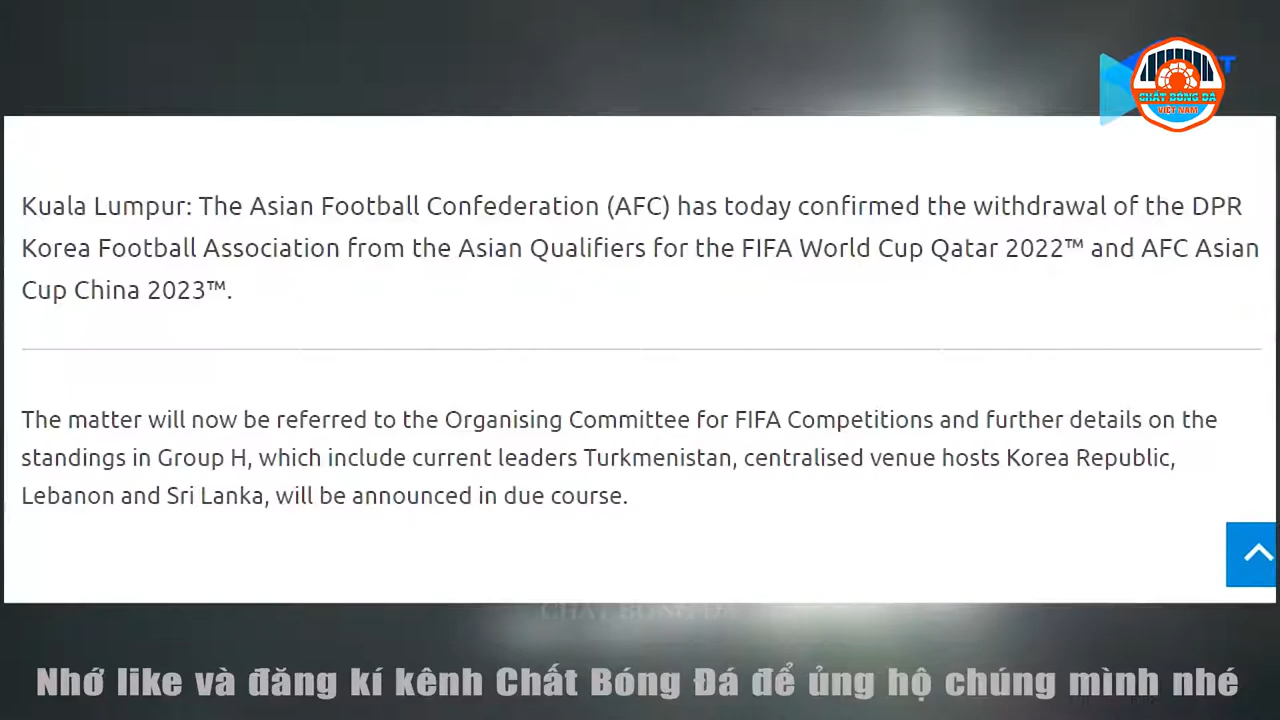 CHẤT BÓNG ĐÁ
VIỆT NAM
Kuala Lumpur: The Asian Football Confederation (AFC) has today confirmed the withdrawal of the DPR
Korea Football Association from the Asian Qualifiers for the FIFA World Cup Qatar 2022™ and AFC Asian
Cup China 2023™.
The matter will now be referred to the Organising Committee for FIFA Competitions and further details on the
standings in Group H, which include current leaders Turkmenistan, centralised venue hosts Korea Republic,
Lebanon and Sri Lanka, will be announced in due course.
CHẤT BÓNG ĐÁ
Nhớ like và đăng kí kênh Chất Bóng Đá để ủng hộ chúng mình nhé